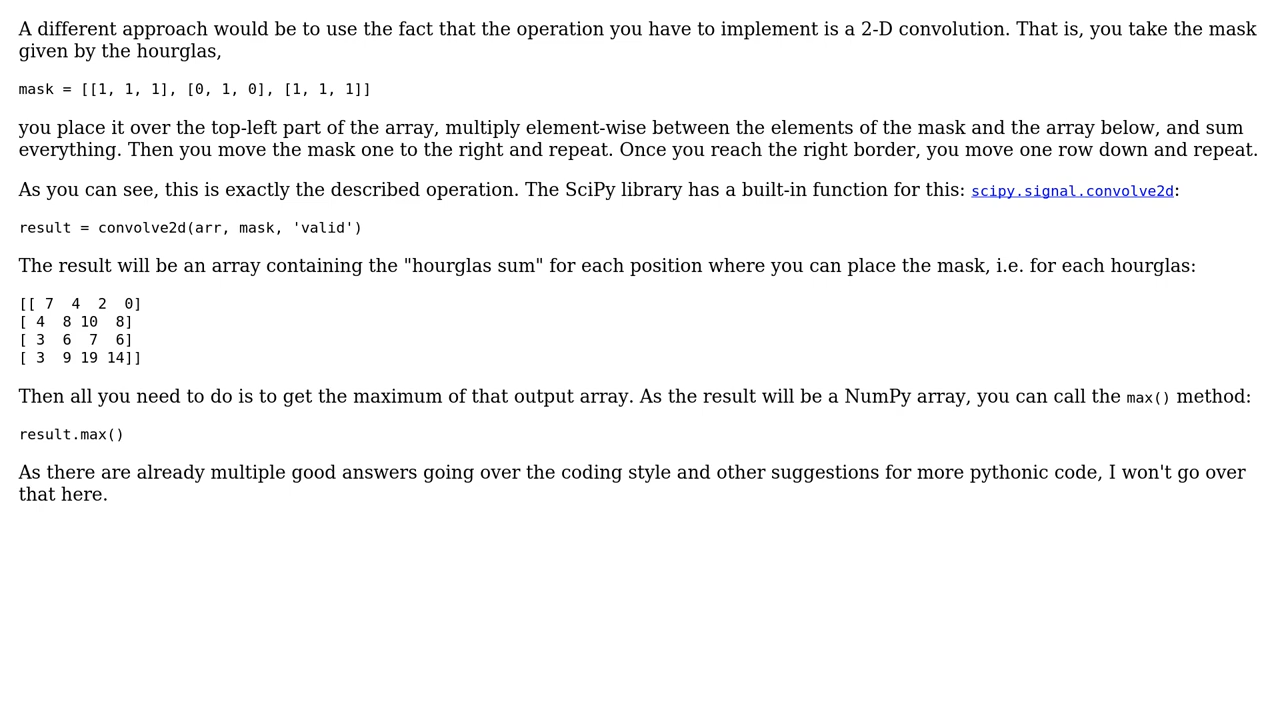 A different approach would be to use the fact that the operation you have to implement is a 2-D convolution. That is, you take the mask
given by the hourglas,
mask = [[1, 1, 1], [0, 1, 0], [1, 1, 1]]
you place it over the top-left part of the array, multiply element-wise between the elements of the mask and the array below, and sum
everything. Then you move the mask one to the right and repeat. Once you reach the right border, you move one row down and repeat.
As you can see, this is exactly the described operation. The SciPy library has a built-in function for this: scipy.signal.convolve2d:
result = convolve2d(arr, mask, 'valid')
The result will be an array containing the "hourglas sum" for each position where you can place the mask, i.e. for each hourglas:
[[ 7  4  2  0]
[ 4  8 10  8]
[ 3  6  7  6]
[ 3  9 19 14]]
Then all you need to do is to get the maximum of that output array. As the result will be a NumPy array, you can call the max() method:
result.max()
As there are already multiple good answers going over the coding style and other suggestions for more pythonic code, I won't go over
that here.